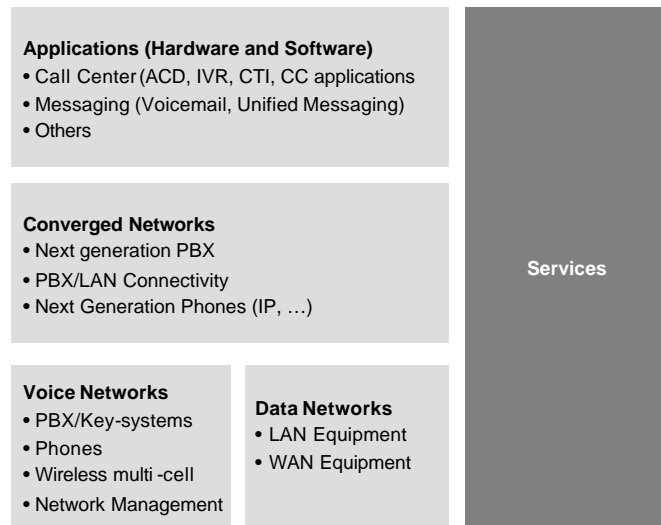 Applications (Hardware and Software)
• Call Center (ACD, IVR, CTI, CC applications
• Messaging (Voicemail, Unified Messaging)
• Others
Converged Networks
• Next generation PBX
• PBX/LAN Connectivity
• Next Generation Phones (IP, …)
Services
Voice Networks
• PBX/Key-systems
• Phones
• Wireless multi-cell
• Network Management
Data Networks
• LAN Equipment
• WAN Equipment